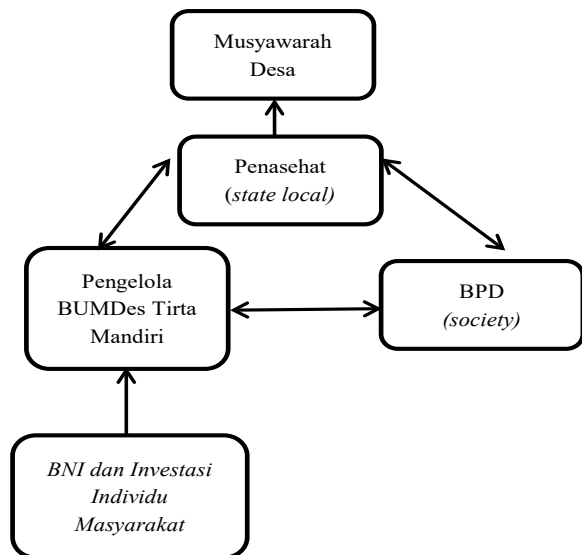 Musyawarah
Desa
Penasehat
(state local)
Pengelola
BUMDes Tirta
Mandiri
BPD
(society)
BNI dan Investasi
Individu
Masyarakat